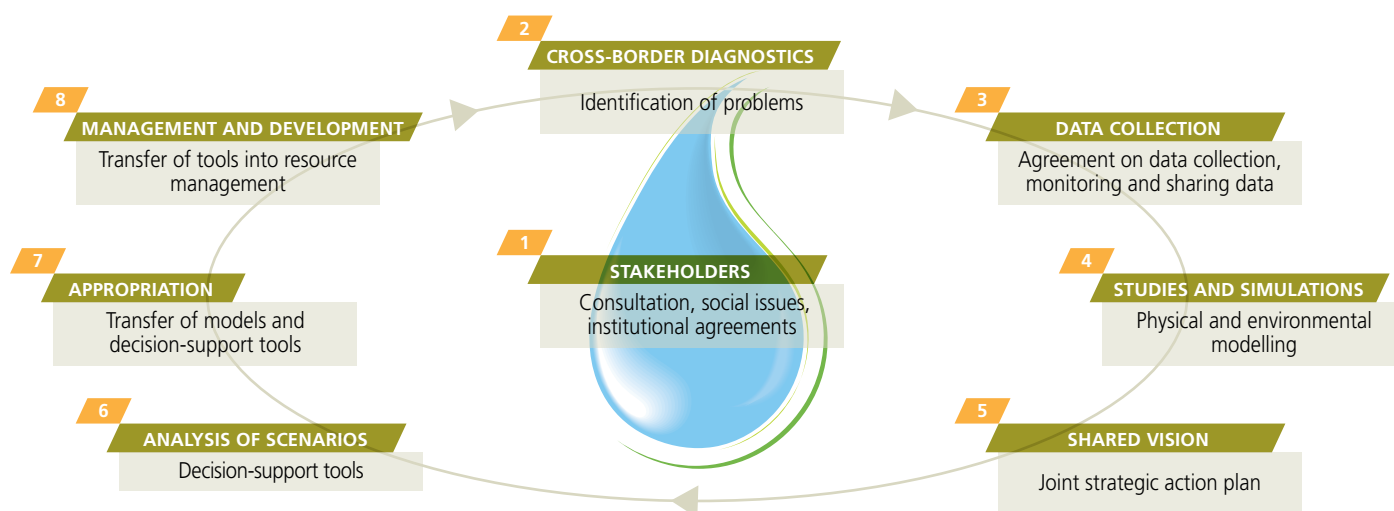 2
CROSS-BORDER DIAGNOSTICS
Identification of problems
8
MANAGEMENT AND DEVELOPMENT
Transfer of tools into resource
management
3
DATA COLLECTION
Agreement on data collection,
monitoring and sharing data
1
STAKEHOLDERS
Consultation, social issues,
institutional agreements
7
APPROPRIATION
Transfer of models and
decision-support tools
4
STUDIES AND SIMULATIONS
Physical and environmental
modelling
6
ANALYSIS OF SCENARIOS
Decision-support tools
5
SHARED VISION
Joint strategic action plan